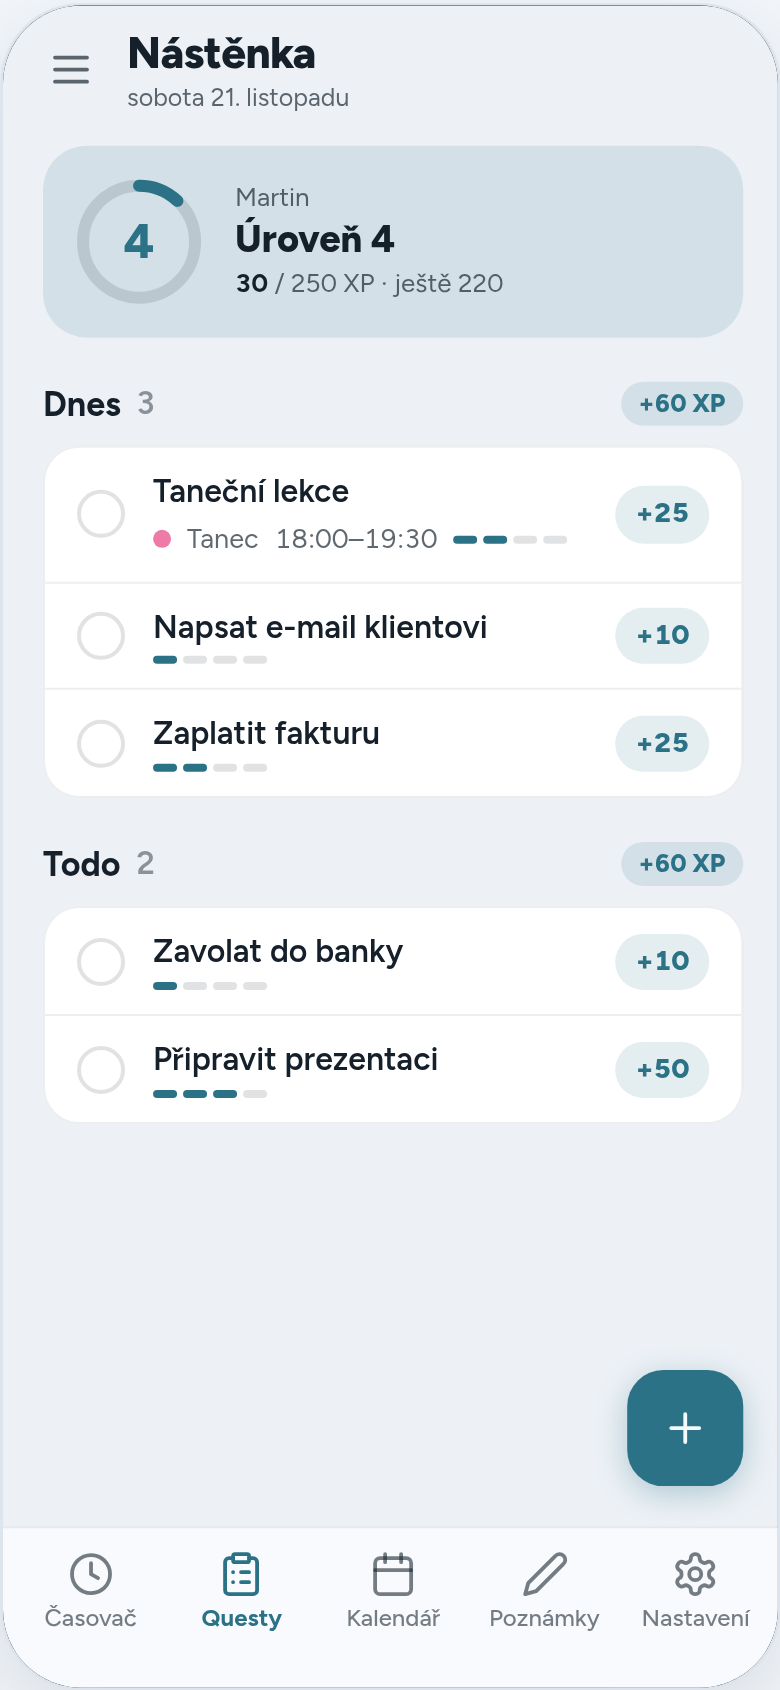 Nástěnka
sobota 21. listopadu
4
Martin
Úroveň 4
30 / 250 XP · ještě 220
Dnes 3
+60 XP
Taneční lekce
Tanec 18:00–19:30
+25
Napsat e-mail klientovi
+10
Zaplatit fakturu
+25
Todo 2
+60 XP
Zavolat do banky
+10
Připravit prezentaci
+50
Časovač
Questy
Kalendář
Poznámky
Nastavení